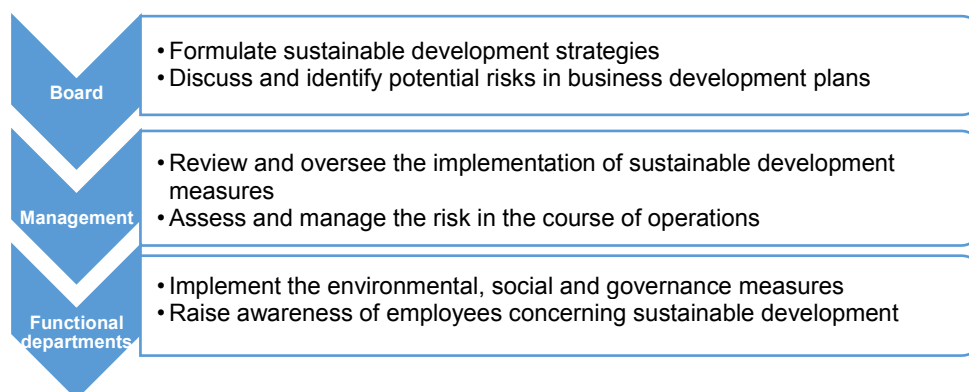 Board
• Formulate sustainable development strategies
• Discuss and identify potential risks in business development plans
Management
• Review and oversee the implementation of sustainable development
measures
• Assess and manage the risk in the course of operations
Functional
departments
• Implement the environmental, social and governance measures
• Raise awareness of employees concerning sustainable development